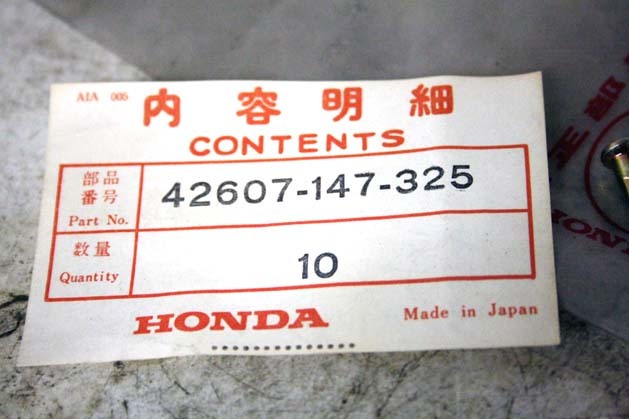 AIA 005
内容明細
CONTENTS
部品
番号
Part No.
42607-147-325
数量
Quantity
10
HONDA
Made in Japan
HONDA